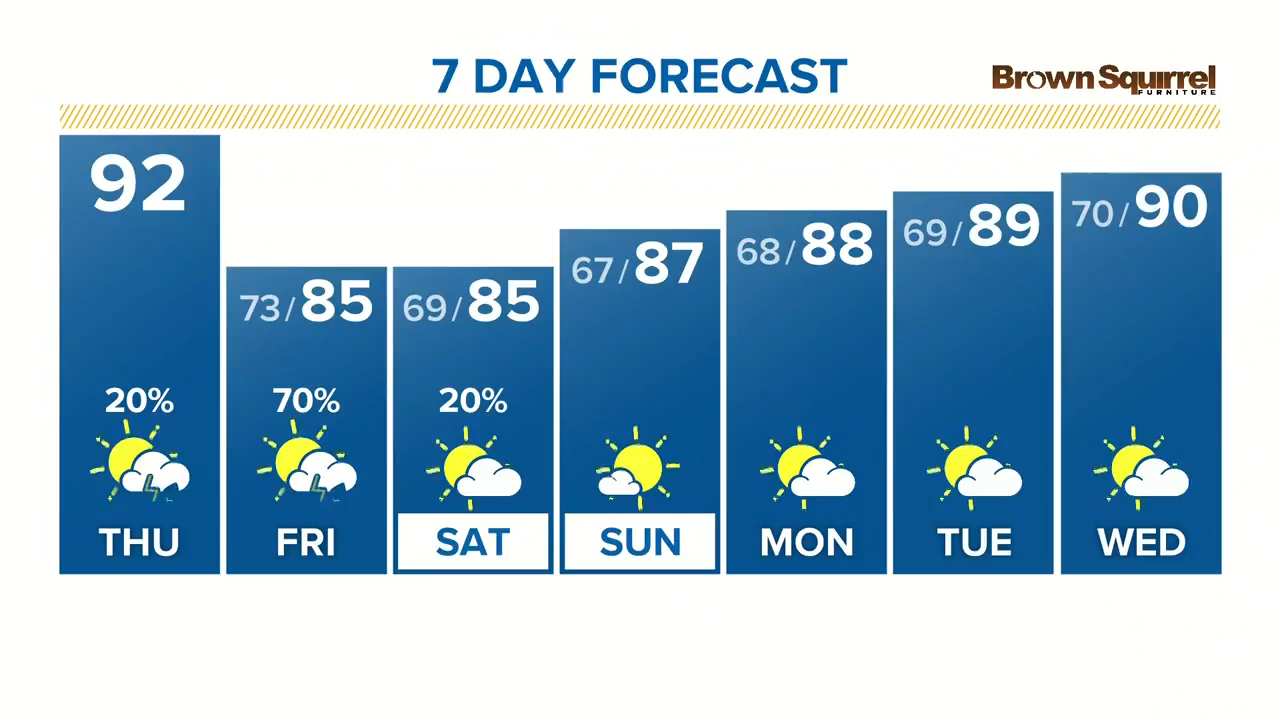 7 DAY FORECAST
Brown Squirrel
FURNITURE
92
73/85
69/85
67/87
68/88
69/89
70/90
20%
70%
20%
THU
FRI
SAT
SUN
MON
TUE
WED